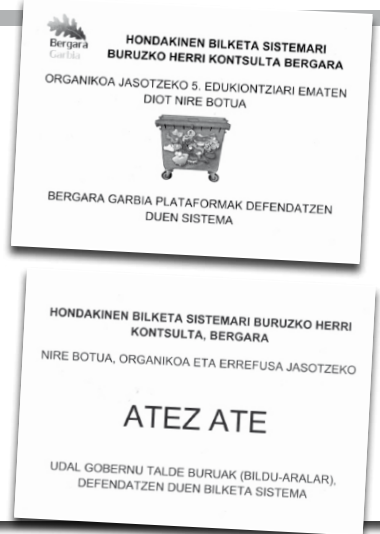 Bergara
Garbia
HONDAKINEN BILKETA SISTEMARI
BURUZKO HERRI KONTSULTA BERGARA
ORGANIKOA JASOTZEKO 5. EDUKIONTZIARI EMATEN
DIOT NIRE BOTUA
BERGARA GARBIA PLATAFORMAK DEFENDATZEN
DUEN SISTEMA
HONDAKINEN BILKETA SISTEMARI BURUZKO HERRI
KONTSULTA, BERGARA
NIRE BOTUA, ORGANIKOA ETA ERREFUSA JASOTZEKO
ATEZ ATE
UDAL GOBERNU TALDE BURUAK (BILDU-ARALAR),
DEFENDATZEN DUEN BILKETA SISTEMA